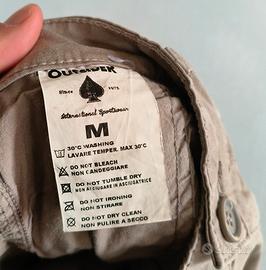 OUTSIDER
Since
International Sportswear
M
30°C WASHING
LAVARE TEMPER. MAX 30°C
DO NOT BLEACH
NON CANDEGGIARE
DO NOT TUMBLE DRY
NON ASCIUGARE IN ASCIUGATRICE
DO NOT IRONING
NON STIRARE
DO NOT DRY CLEAN
NON PULIRE A SECCO